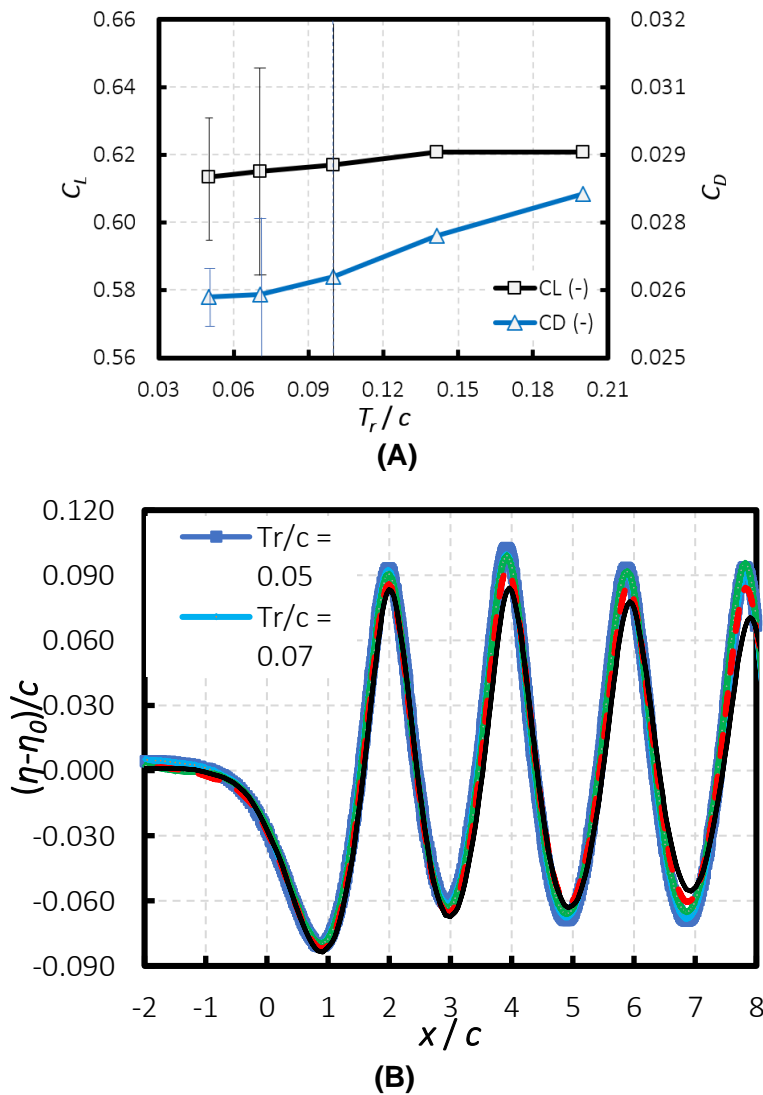 0.66
0.64
0.62
0.60
0.58
0.56
C_L
0.032
0.031
0.029
0.028
0.026
0.025
C_D
CL (-)
CD (-)
0.03 0.06 0.09 0.12 0.15 0.18 0.21
T_r / c
(A)
0.120
0.090
0.060
0.030
-0.000
-0.030
-0.060
-0.090
(η-η_0)/c
Tr/c =
0.05
Tr/c =
0.07
-2 -1 0 1 2 3 4 5 6 7 8
x / c
(B)